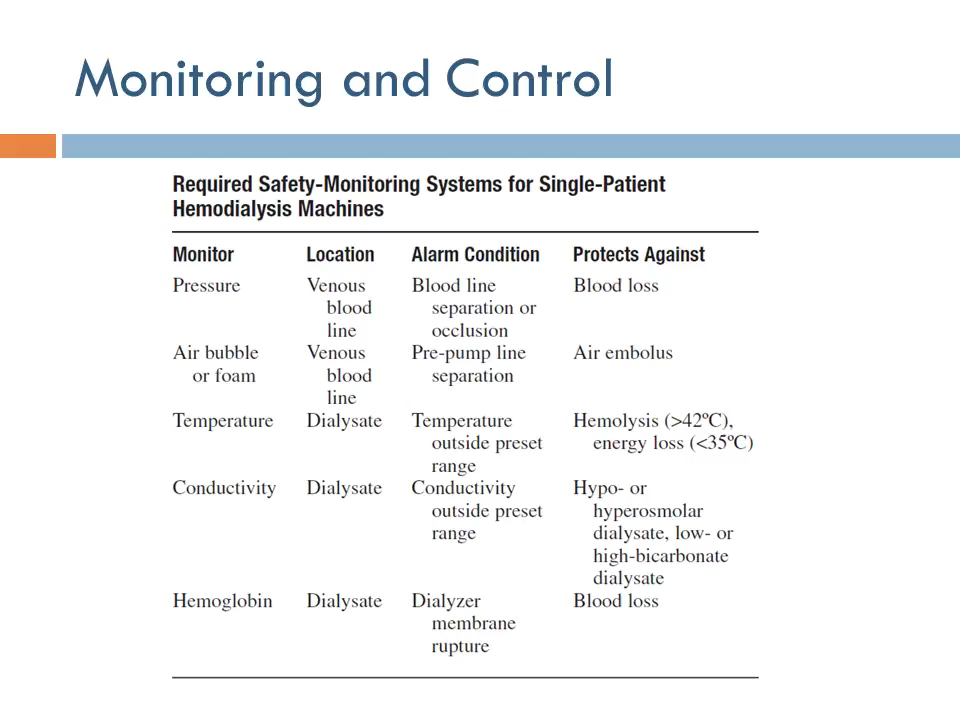 Monitoring and Control
Required Safety-Monitoring Systems for Single-Patient
Hemodialysis Machines
Monitor Location Alarm Condition Protects Against
Pressure Venous Blood line Blood loss
blood separation or
line occlusion
Air bubble Venous Pre-pump line Air embolus
or foam blood separation
line
Temperature Dialysate Temperature Hemolysis (>42ºC),
outside preset energy loss (<35ºC)
range
Conductivity Dialysate Conductivity Hypo- or
outside preset hyperosmolar
range dialysate, low- or
high-bicarbonate
dialysate
Hemoglobin Dialysate Dialyzer Blood loss
membrane
rupture